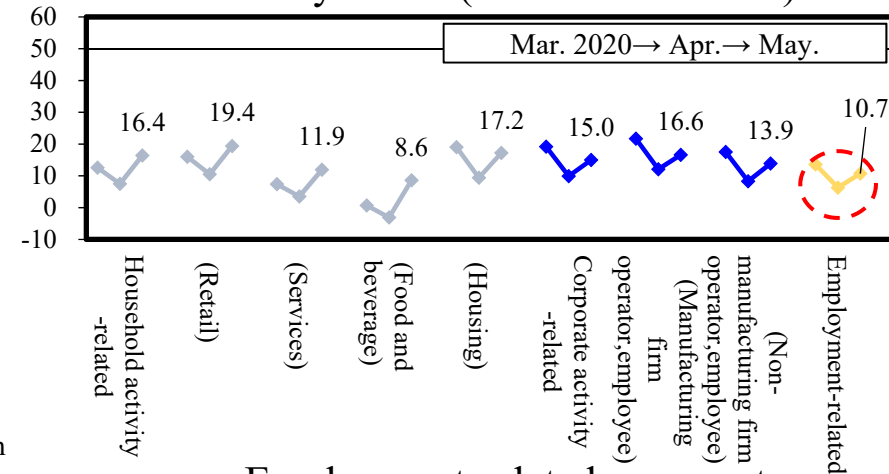 60
50
40
30
20
10
0
-10
Mar. 2020→ Apr.→ May.
16.4
19.4
11.9
8.6
17.2
15.0
16.6
13.9
10.7
Household activity
-related
(Retail)
(Services)
(Food and
beverage)
(Housing)
Corporate activity
-related
(Manufacturing
firm
operator,employee)
(Non-
manufacturing firm
operator,employee)
Employment-related